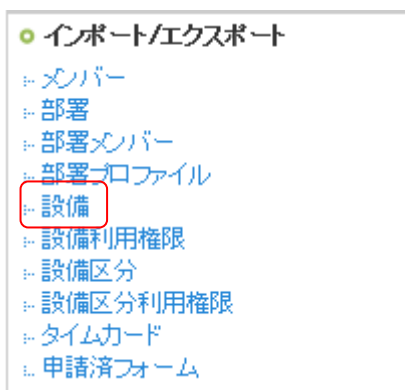 インポート/エクスポート
メンバー
部署
部署メンバー
部署プロファイル
設備
設備利用権限
設備区分
設備区分利用権限
タイムカード
申請済フォーム